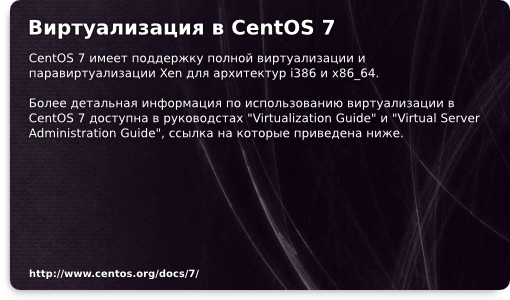 Виртуализация в CentOS 7
CentOS 7 имеет поддержку полной виртуализации и
паравиртуализации Xen для архитектур i386 и x86_64.
Более детальная информация по использованию виртуализации в
CentOS 7 доступна в руководстах "Virtualization Guide" и "Virtual Server
Administration Guide", ссылка на которые приведена ниже.
http://www.centos.org/docs/7/